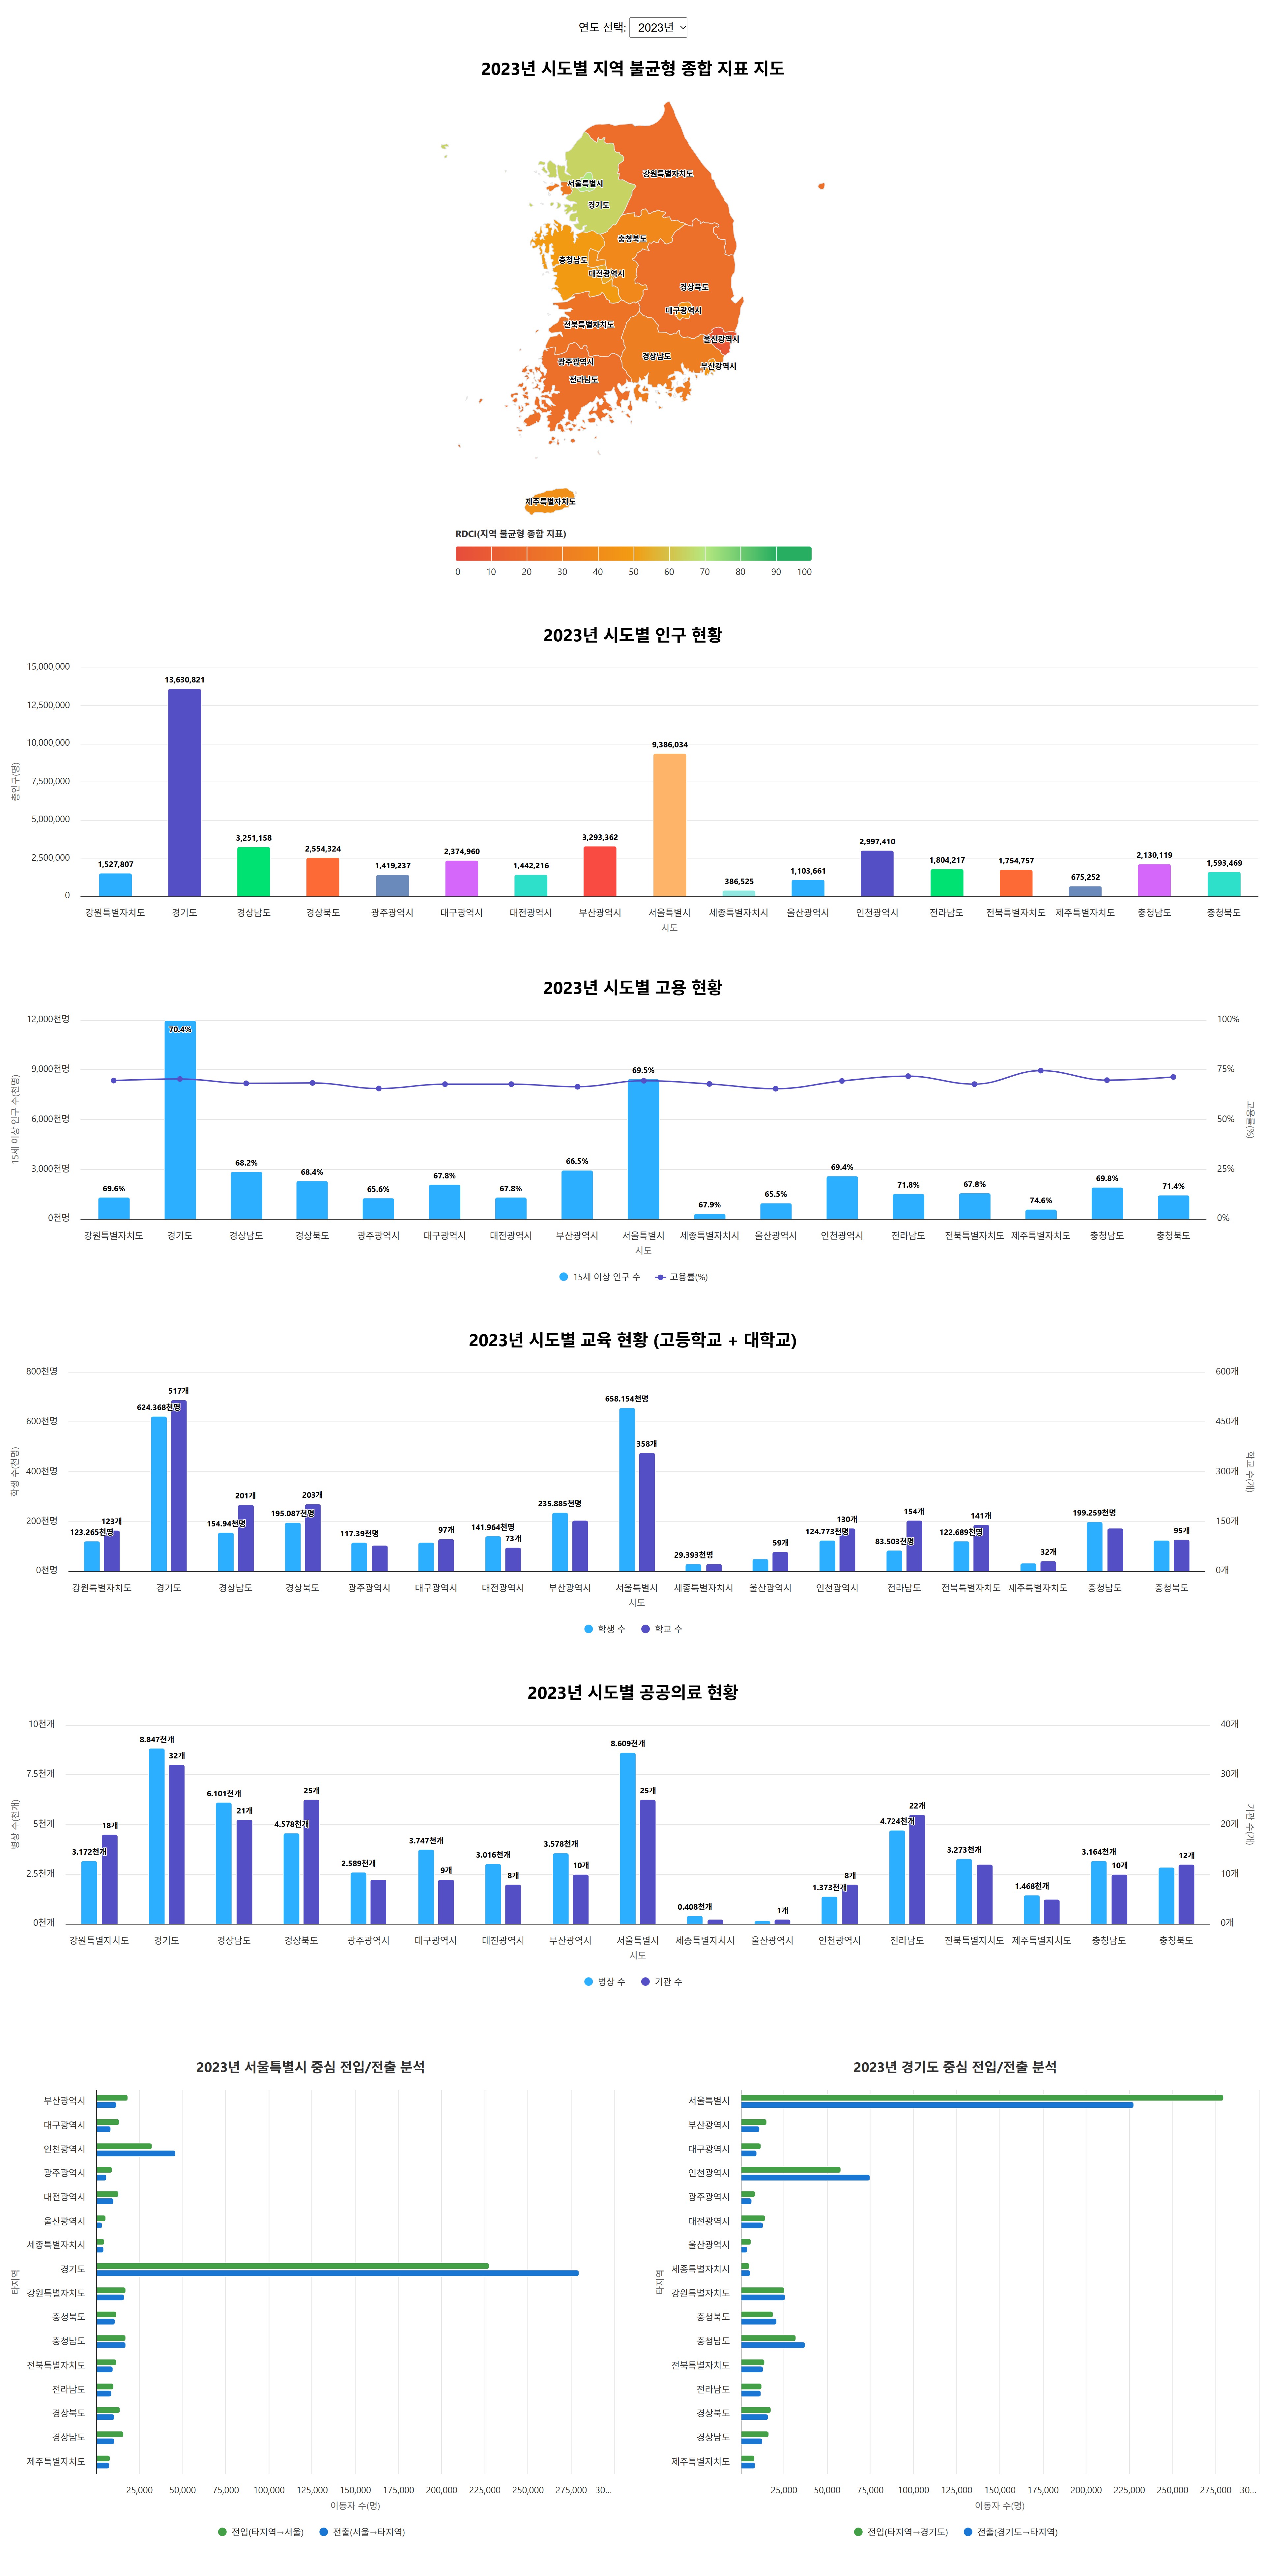 연도 선택: 2023년
2023년 시도별 지역 불균형 종합 지표 지도
강원특별자치도
서울특별시
경기도
충청북도
충청남도
대전광역시
경상북도
대구광역시
전북특별자치도
울산광역시
경상남도
광주광역시
부산광역시
전라남도
제주특별자치도
RDCI(지역 불균형 종합 지표)
0 10 20 30 40 50 60 70 80 90 100
2023년 시도별 인구 현황
총인구(명)
15,000,000
12,500,000
10,000,000
7,500,000
5,000,000
2,500,000
0
1,527,807 13,630,821 3,251,158 2,554,324 1,419,237 2,374,960 1,442,216 3,293,362 9,386,034 386,525 1,103,661 2,997,410 1,804,217 1,754,757 675,252 2,130,119 1,593,469
강원특별자치도 경기도 경상남도 경상북도 광주광역시 대구광역시 대전광역시 부산광역시 서울특별시 세종특별자치시 울산광역시 인천광역시 전라남도 전북특별자치도 제주특별자치도 충청남도 충청북도
시도
2023년 시도별 고용 현황
15세 이상 인구 수(천명)
12,000천명
9,000천명
6,000천명
3,000천명
0천명
100%
75%
50%
25%
0%
고용률(%)
69.6% 70.4% 68.2% 68.4% 65.6% 67.8% 67.8% 66.5% 69.5% 67.9% 65.5% 69.4% 71.8% 67.8% 74.6% 69.8% 71.4%
강원특별자치도 경기도 경상남도 경상북도 광주광역시 대구광역시 대전광역시 부산광역시 서울특별시 세종특별자치시 울산광역시 인천광역시 전라남도 전북특별자치도 제주특별자치도 충청남도 충청북도
시도
15세 이상 인구 수 고용률(%)
2023년 시도별 교육 현황 (고등학교 + 대학교)
학생 수(천명)
800천명
600천명
400천명
200천명
0천명
600개
450개
300개
150개
0개
학교 수(개)
123.265천명 123개 624.368천명 517개 154.94천명 201개 195.087천명 203개 117.39천명 97개 141.964천명 73개 235.885천명 658.154천명 358개 29.393천명 59개 124.773천명 130개 83.503천명 154개 122.689천명 141개 32개 199.259천명 95개
강원특별자치도 경기도 경상남도 경상북도 광주광역시 대구광역시 대전광역시 부산광역시 서울특별시 세종특별자치시 울산광역시 인천광역시 전라남도 전북특별자치도 제주특별자치도 충청남도 충청북도
시도
학생 수 학교 수
2023년 시도별 공공의료 현황
병상 수(천개)
10천개
7.5천개
5천개
2.5천개
0천개
40개
30개
20개
10개
0개
기관 수(개)
3.172천개 18개 8.847천개 32개 6.101천개 21개 4.578천개 25개 2.589천개 3.747천개 9개 3.016천개 8개 3.578천개 10개 8.609천개 25개 0.408천개 1개 1.373천개 8개 4.724천개 22개 3.273천개 1.468천개 3.164천개 10개 12개
강원특별자치도 경기도 경상남도 경상북도 광주광역시 대구광역시 대전광역시 부산광역시 서울특별시 세종특별자치시 울산광역시 인천광역시 전라남도 전북특별자치도 제주특별자치도 충청남도 충청북도
시도
병상 수 기관 수
2023년 서울특별시 중심 전입/전출 분석
타지역
부산광역시
대구광역시
인천광역시
광주광역시
대전광역시
울산광역시
세종특별자치시
경기도
강원특별자치도
충청북도
충청남도
전북특별자치도
전라남도
경상북도
경상남도
제주특별자치도
25,000 50,000 75,000 100,000 125,000 150,000 175,000 200,000 225,000 250,000 275,000 30...
이동자 수(명)
전입(타지역→서울) 전출(서울→타지역)
2023년 경기도 중심 전입/전출 분석
타지역
서울특별시
부산광역시
대구광역시
인천광역시
광주광역시
대전광역시
울산광역시
세종특별자치시
강원특별자치도
충청북도
충청남도
전북특별자치도
전라남도
경상북도
경상남도
제주특별자치도
25,000 50,000 75,000 100,000 125,000 150,000 175,000 200,000 225,000 250,000 275,000 30...
이동자 수(명)
전입(타지역→경기도) 전출(경기도→타지역)